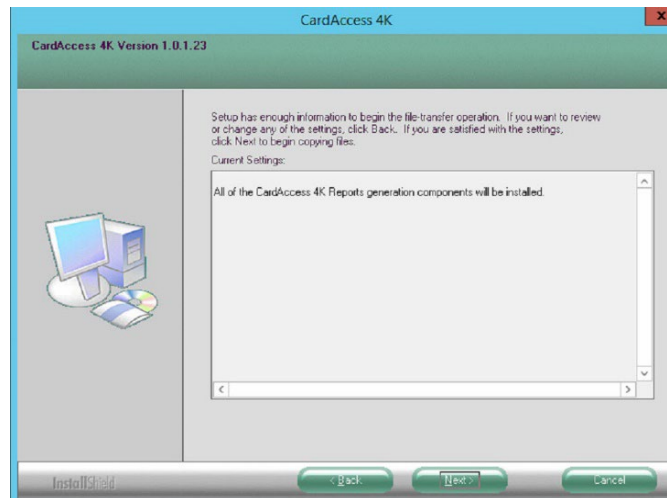 CardAccess 4K
x
CardAccess 4K Version 1.0.1.23
Setup has enough information to begin the file-transfer operation. If you want to review
or change any of the settings, click Back. If you are satisfied with the settings,
click Next to begin copying files.
Current Settings:
All of the CardAccess 4K Reports generation components will be installed.
InstallShield
< Back
Next >
Cancel